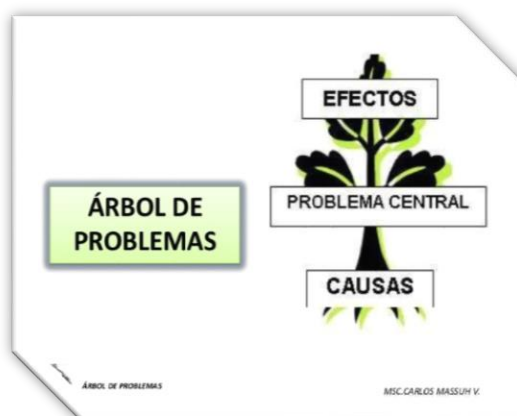 EFECTOS
PROBLEMA CENTRAL
CAUSAS
ÁRBOL DE
PROBLEMAS
ÁRBOL DE PROBLEMAS
MSC.CARLOS MASSUH V.